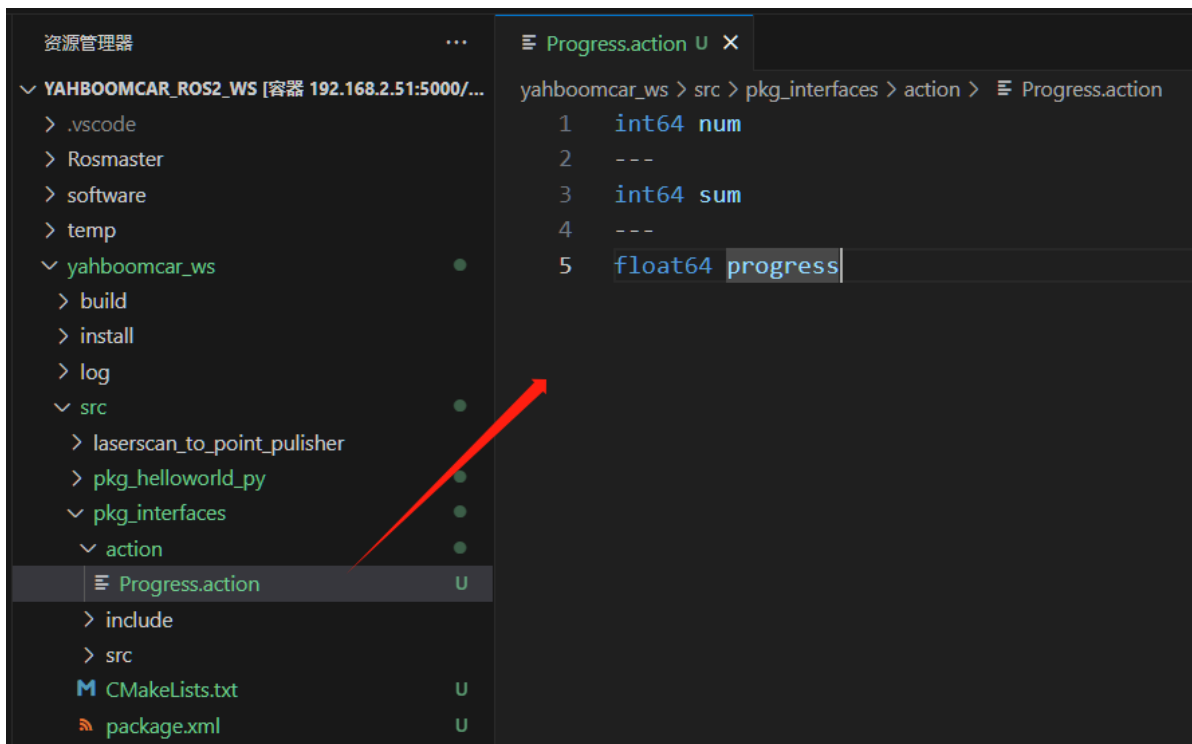 资源管理器 ...
YAHBOOMCAR_ROS2_WS [容器 192.168.2.51:5000/...
.vscode
Rosmaster
software
temp
yahboomcar_ws
build
install
log
src
laserscan_to_point_pulisher
pkg_helloworld_py
pkg_interfaces
action
Progress.action U
include
src
CMakeLists.txt U
package.xml U
Progress.action U
yahboomcar_ws > src > pkg_interfaces > action > Progress.action
1 int64 num
2 ---
3 int64 sum
4 ---
5 float64 progress